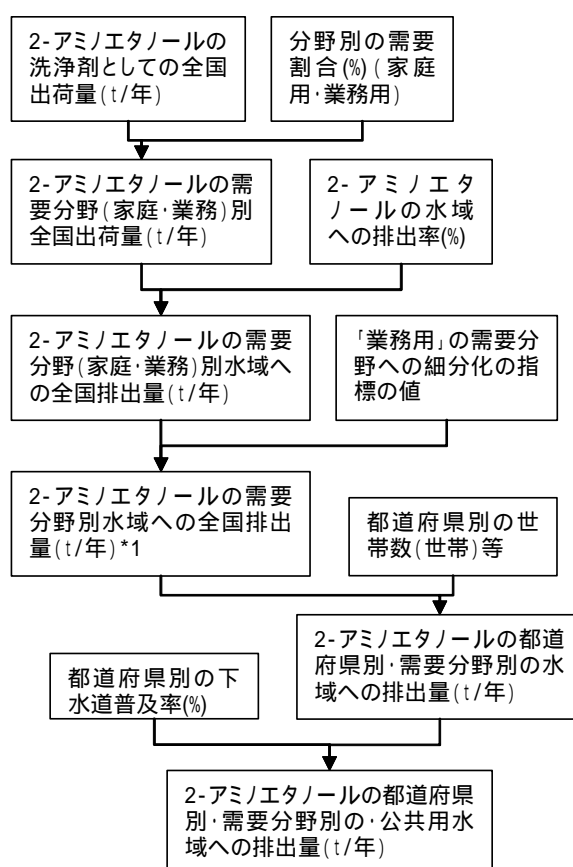 2-アミノエタノールの
洗浄剤としての全国
出荷量(t/年)
分野別の需要
割合(%)(家庭
用・業務用)
2-アミノエタノールの需
要分野(家庭・業務)別
全国出荷量(t/年)
2-アミノエタ
ノールの水域
への排出率(%)
2-アミノエタノールの需要
分野(家庭・業務)別水域へ
の全国排出量(t/年)
「業務用」の需要分
野への細分化の指
標の値
2-アミノエタノールの需要
分野別水域への全国排出
量(t/年)*1
都道府県別の世
帯数(世帯)等
2-アミノエタノールの都道
府県別・需要分野別の水
域への排出量(t/年)
都道府県別の下
水道普及率(%)
2-アミノエタノールの都道府県
別・需要分野別の・公共用水
域への排出量(t/年)